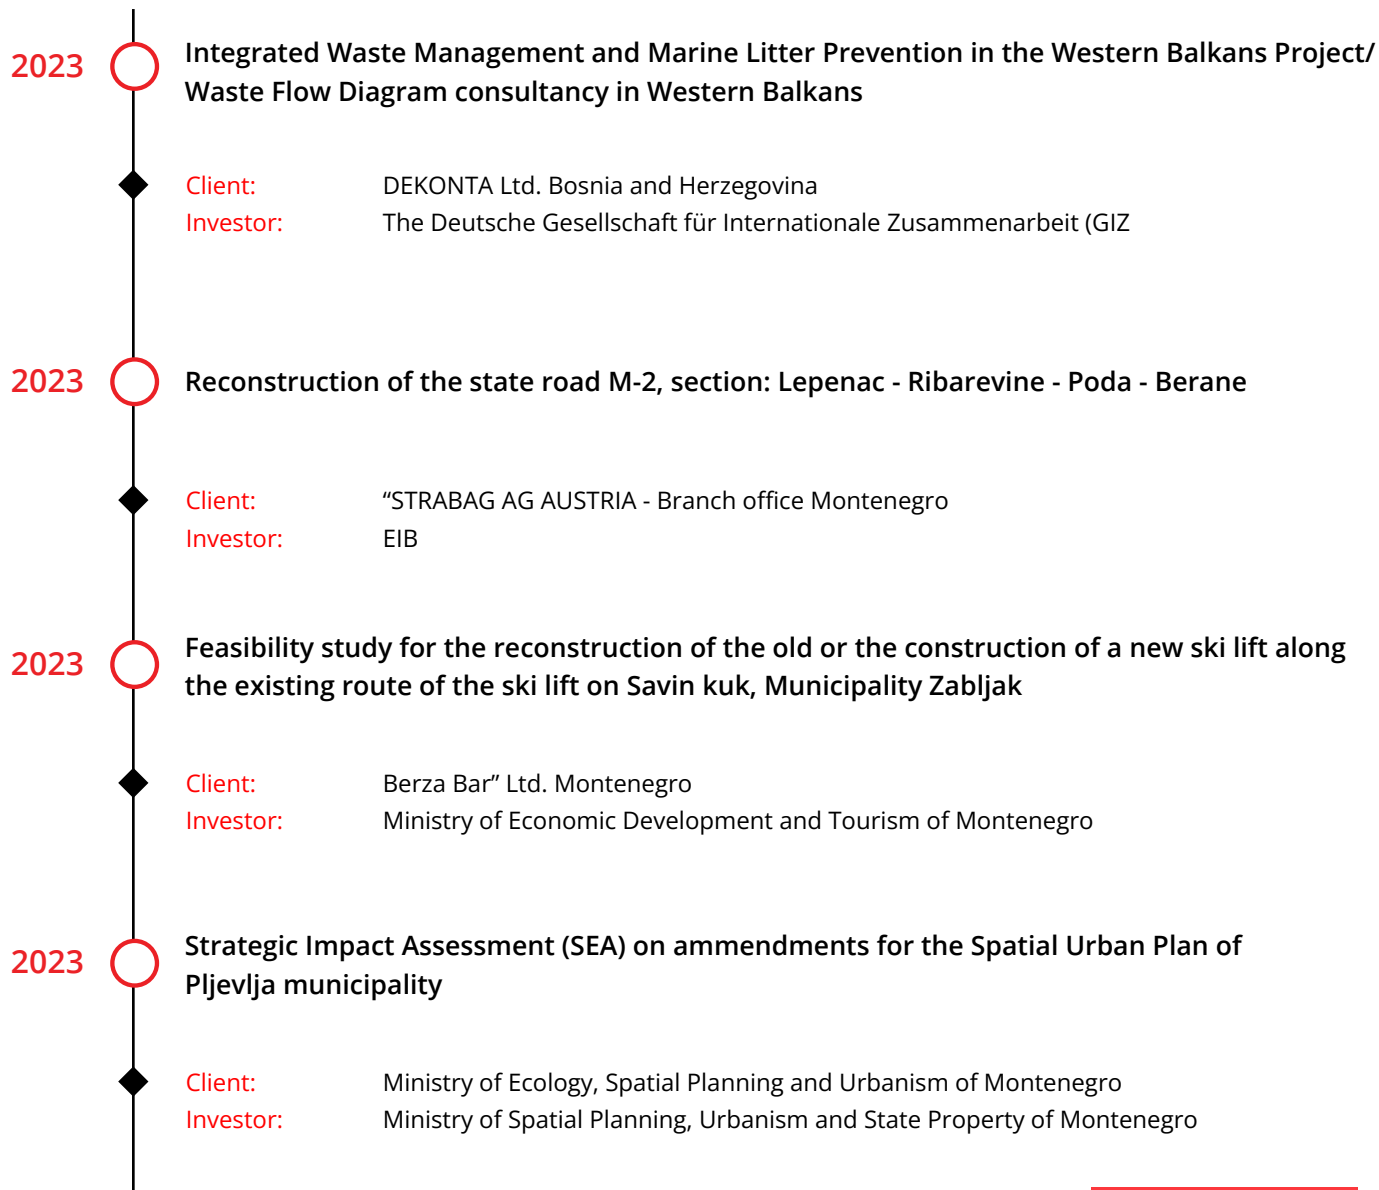 2023
Integrated Waste Management and Marine Litter Prevention in the Western Balkans Project/
Waste Flow Diagram consultancy in Western Balkans
Client: DEKONTA Ltd. Bosnia and Herzegovina
Investor: The Deutsche Gesellschaft für Internationale Zusammenarbeit (GIZ
2023
Reconstruction of the state road M-2, section: Lepenac - Ribarevine - Poda - Berane
Client: “STRABAG AG AUSTRIA - Branch office Montenegro
Investor: EIB
2023
Feasibility study for the reconstruction of the old or the construction of a new ski lift along
the existing route of the ski lift on Savin kuk, Municipality Zabljak
Client: Berza Bar” Ltd. Montenegro
Investor: Ministry of Economic Development and Tourism of Montenegro
2023
Strategic Impact Assessment (SEA) on ammendments for the Spatial Urban Plan of
Pljevlja municipality
Client: Ministry of Ecology, Spatial Planning and Urbanism of Montenegro
Investor: Ministry of Spatial Planning, Urbanism and State Property of Montenegro